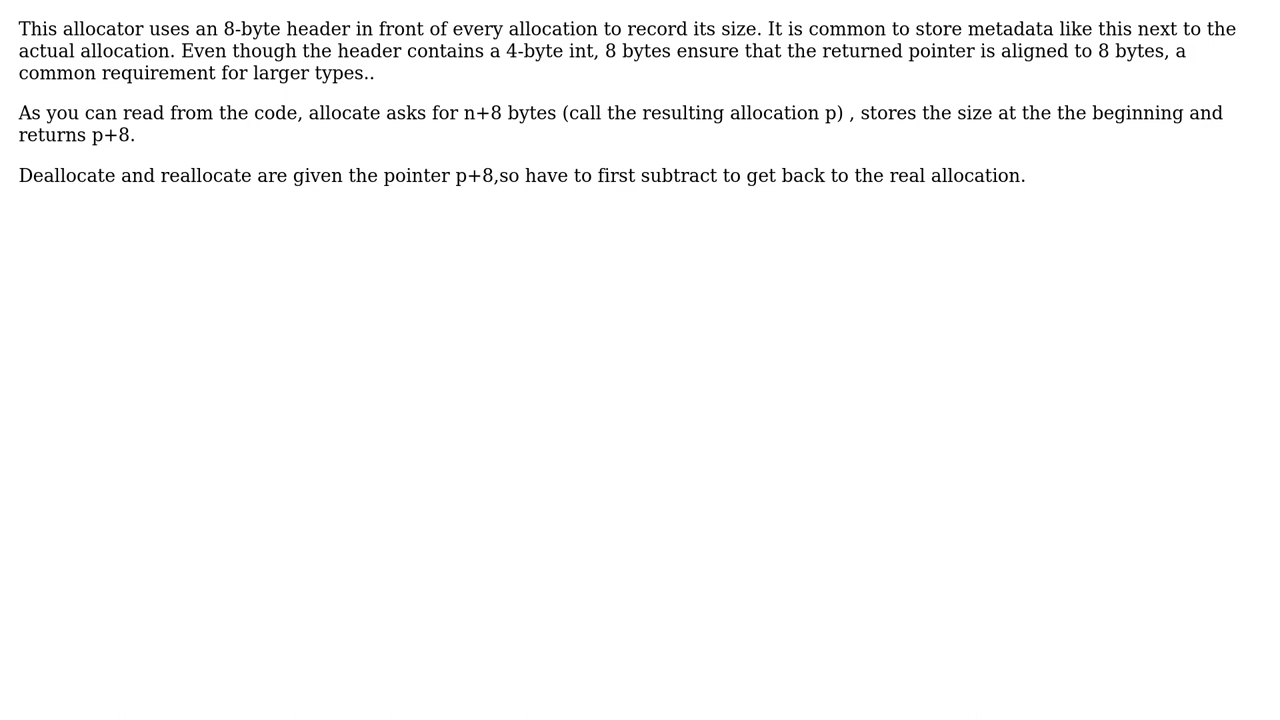 This allocator uses an 8-byte header in front of every allocation to record its size. It is common to store metadata like this next to the
actual allocation. Even though the header contains a 4-byte int, 8 bytes ensure that the returned pointer is aligned to 8 bytes, a
common requirement for larger types..
As you can read from the code, allocate asks for n+8 bytes (call the resulting allocation p) , stores the size at the the beginning and
returns p+8.
Deallocate and reallocate are given the pointer p+8,so have to first subtract to get back to the real allocation.